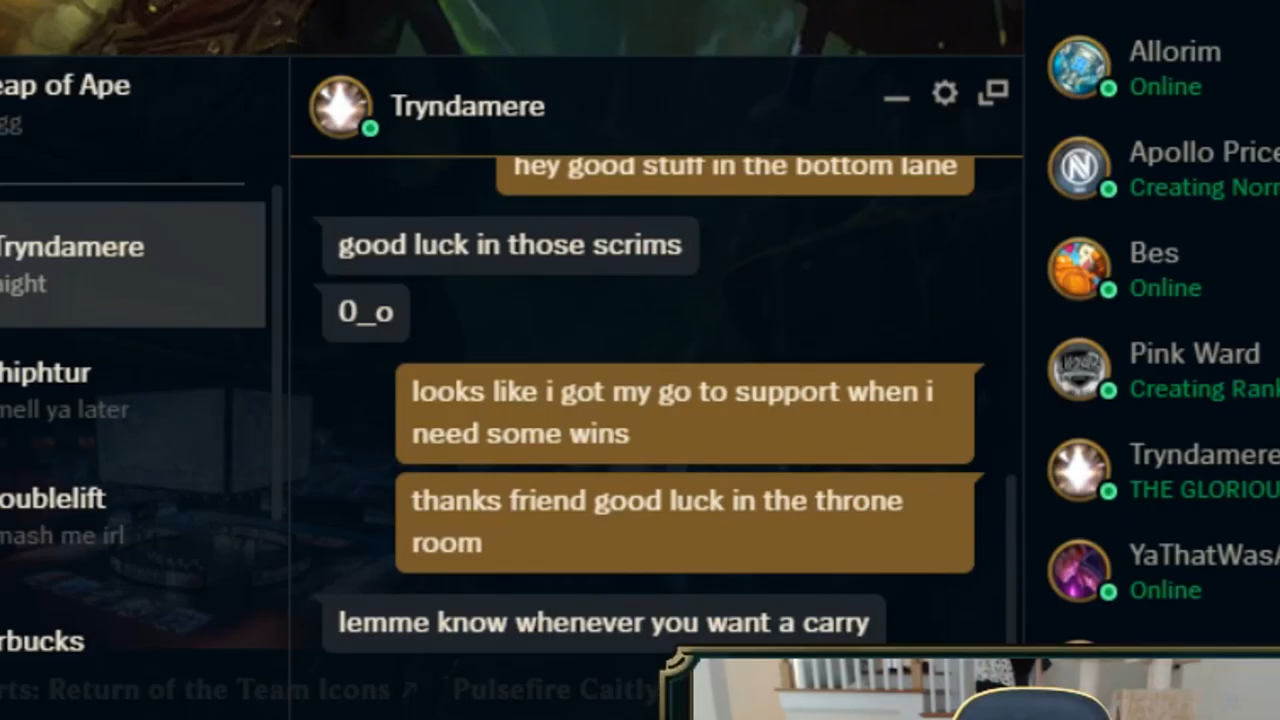 eap of Ape
gg
Tryndamere
night
hiphtur
mell ya later
oublelift
mash me irl
rbucks
Tryndamere
hey good stuff in the bottom lane
good luck in those scrims
0_o
looks like i got my go to support when i
need some wins
thanks friend good luck in the throne
room
lemme know whenever you want a carry
rts: Return of the Team Icons
Pulsefire Caitly
Allorim
Online
Apollo Price
Creating Norr
Bes
Online
Pink Ward
Creating Rank
Tryndamere
THE GLORIOU
YaThatWasA
Online